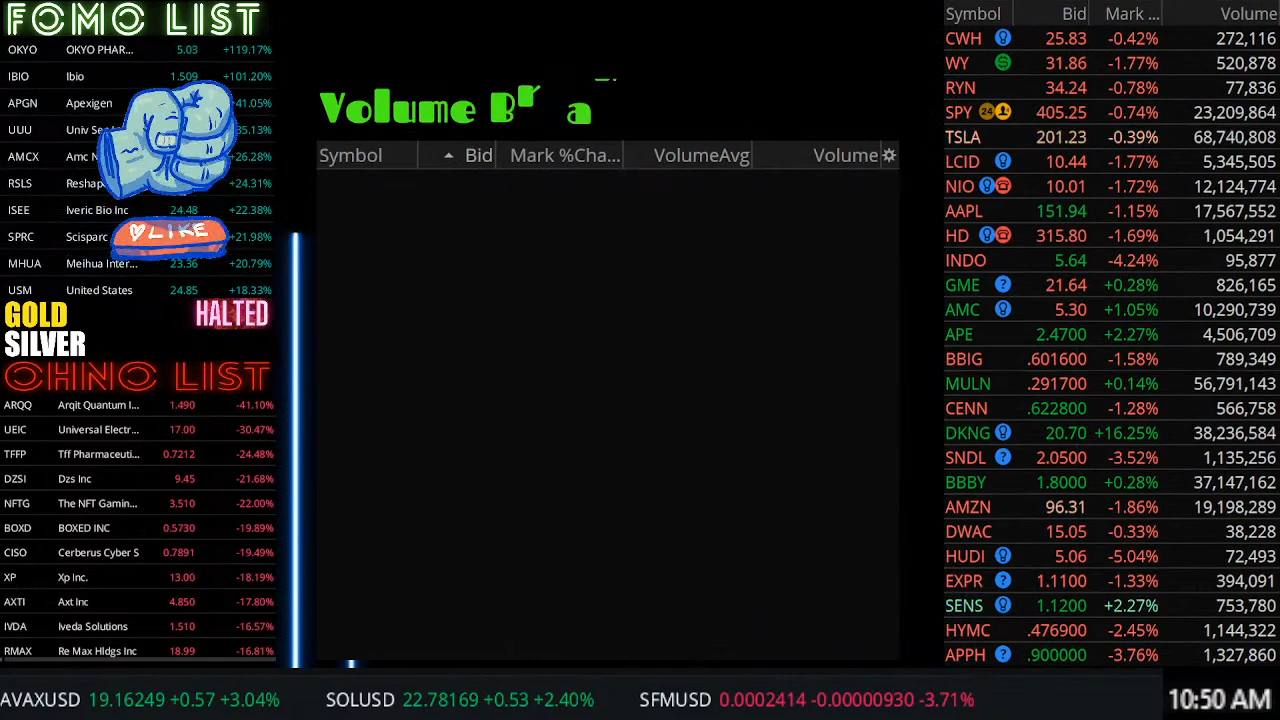 FOMO LIST
OKYO OKYO PHAR... 5.03 +119.17%
IBIO Ibio 1.509 +101.20%
APGN Apexigen +41.05%
UUU Univ Se +35.13%
AMCX Amc N +26.28%
RSLS Reshap +24.31%
ISEE Iveric Bio Inc 24.48 +22.38%
SPRC Scisparc +21.98%
LIKE
MHUA Meihua Inter... 23.36 +20.79%
USM United States 24.85 +18.33%
GOLD HALTED
SILVER
OHNO LIST
ARQQ Arqit Quantum I... 1.490 -41.10%
UEIC Universal Electr... 17.00 -30.47%
TFFP Tff Pharmaceuti... 0.7212 -24.48%
DZSI Dzs Inc 9.45 -21.68%
NFTG The NFT Gamin... 3.510 -22.00%
BOXD BOXED INC 0.5730 -19.89%
CISO Cerberus Cyber S 0.7891 -19.49%
XP Xp Inc. 13.00 -18.19%
AXTI Axt Inc 4.850 -17.80%
IVDA Iveda Solutions 1.510 -16.57%
RMAX Re Max Hldgs Inc 18.99 -16.81%
Volume B a
Symbol Bid Mark %Cha... VolumeAvg Volume
Symbol Bid Mark ... Volume
CWH 25.83 -0.42% 272,116
WY 31.86 -1.77% 520,878
RYN 34.24 -0.78% 77,836
SPY 24 405.25 -0.74% 23,209,864
TSLA 201.23 -0.39% 68,740,808
LCID 10.44 -1.77% 5,345,505
NIO 10.01 -1.72% 12,124,774
AAPL 151.94 -1.15% 17,567,552
HD 315.80 -1.69% 1,054,291
INDO 5.64 -4.24% 95,877
GME ? 21.64 +0.28% 826,165
AMC 5.30 +1.05% 10,290,739
APE 2.4700 +2.27% 4,506,709
BBIG .601600 -1.58% 789,349
MULN .291700 +0.14% 56,791,143
CENN .622800 -1.28% 566,758
DKNG 20.70 +16.25% 38,236,584
SNDL ? 2.0500 -3.52% 1,135,256
BBBY 1.8000 +0.28% 37,147,162
AMZN 96.31 -1.86% 19,198,289
DWAC 15.05 -0.33% 38,228
HUDI 5.06 -5.04% 72,493
EXPR ? 1.1100 -1.33% 394,091
SENS 1.1200 +2.27% 753,780
HYMC .476900 -2.45% 1,144,322
APPH ? .900000 -3.76% 1,327,860
AVAXUSD 19.16249 +0.57 +3.04% SOLUSD 22.78169 +0.53 +2.40% SFMUSD 0.0002414 -0.00000930 -3.71% 10:50 AM